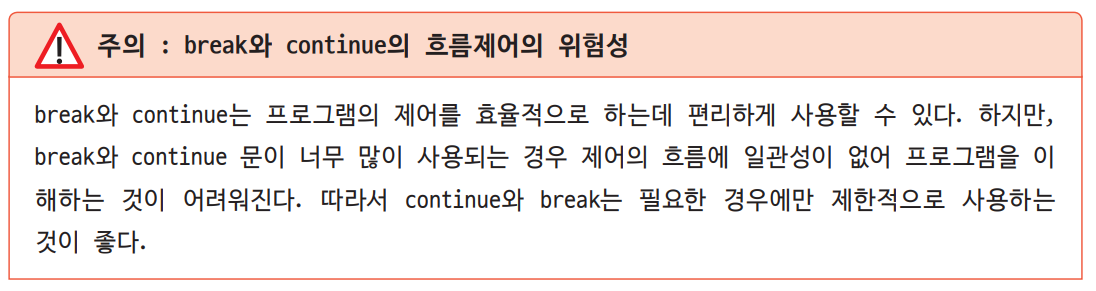 주의 : break와 continue의 흐름제어의 위험성
break와 continue는 프로그램의 제어를 효율적으로 하는데 편리하게 사용할 수 있다. 하지만,
break와 continue 문이 너무 많이 사용되는 경우 제어의 흐름에 일관성이 없어 프로그램을 이
해하는 것이 어려워진다. 따라서 continue와 break는 필요한 경우에만 제한적으로 사용하는
것이 좋다.